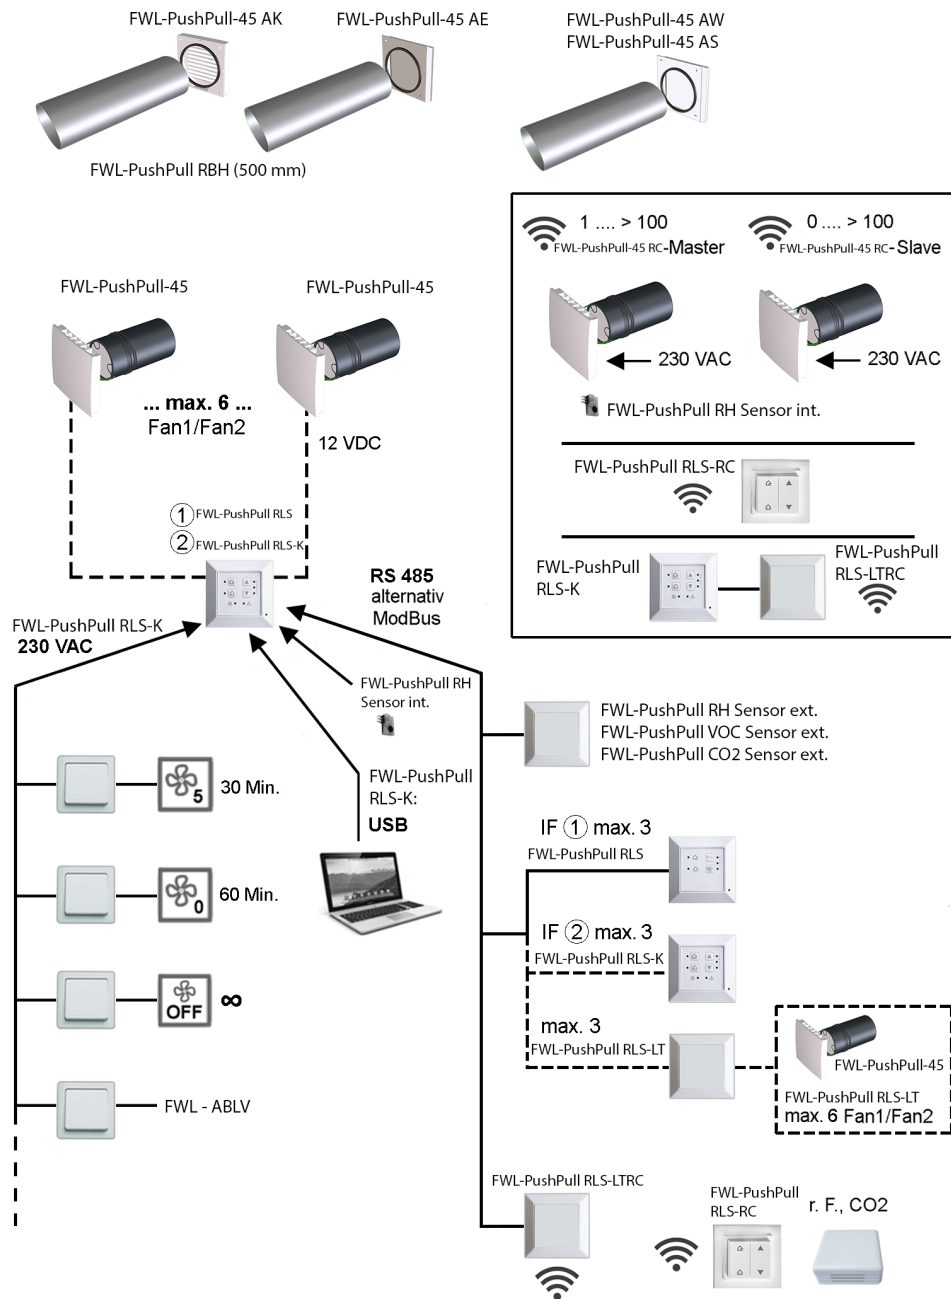 FWL-PushPull-45 AK
FWL-PushPull-45 AE
FWL-PushPull-45 AW
FWL-PushPull-45 AS
FWL-PushPull RBH (500 mm)
1 .... > 100
FWL-PushPull-45 RC-Master
0 .... > 100
FWL-PushPull-45 RC-Slave
230 VAC
230 VAC
FWL-PushPull RH Sensor int.
FWL-PushPull RLS-RC
FWL-PushPull
RLS-K
FWL-PushPull
RLS-LTRC
FWL-PushPull-45
FWL-PushPull-45
... max. 6 ...
Fan1/Fan2
12 VDC
1 FWL-PushPull RLS
2 FWL-PushPull RLS-K
RS 485
alternativ
ModBus
FWL-PushPull RLS-K
230 VAC
FWL-PushPull RH
Sensor int.
FWL-PushPull
RLS-K:
USB
5
30 Min.
0
60 Min.
OFF
∞
FWL - ABLV
FWL-PushPull RH Sensor ext.
FWL-PushPull VOC Sensor ext.
FWL-PushPull CO2 Sensor ext.
IF 1 max. 3
FWL-PushPull RLS
IF 2 max. 3
FWL-PushPull RLS-K
max. 3
FWL-PushPull RLS-LT
FWL-PushPull-45
FWL-PushPull RLS-LT
max. 6 Fan1/Fan2
FWL-PushPull RLS-LTRC
FWL-PushPull
RLS-RC
r. F., CO2